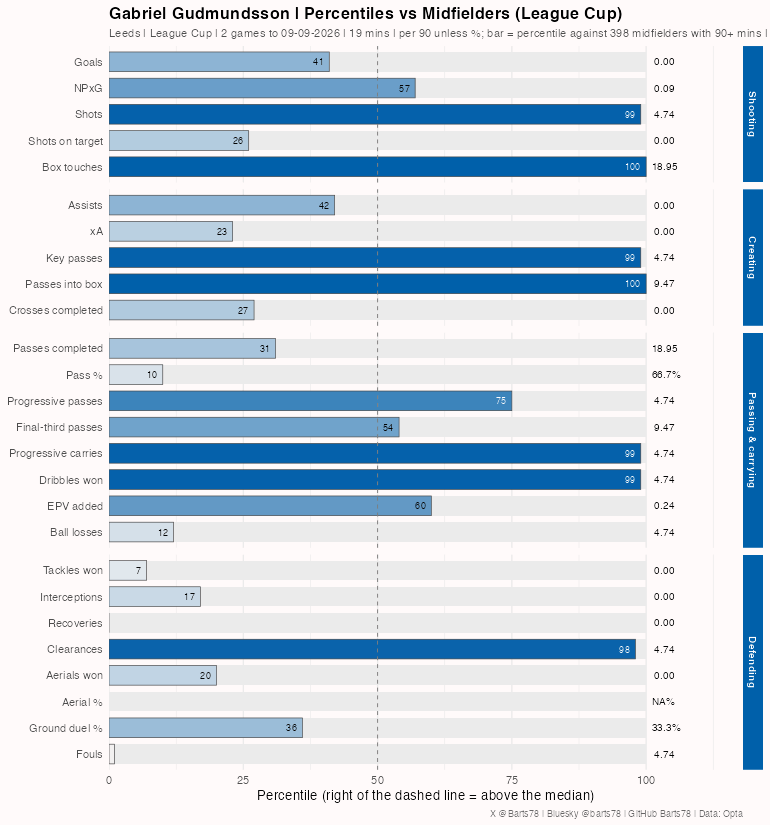 Gabriel Gudmundsson | Percentiles vs Midfielders (League Cup)
Leeds | League Cup | 2 games to 09-09-2026 | 19 mins | per 90 unless %; bar = percentile against 398 midfielders with 90+ mins |
Goals 41 0.00
NPxG 57 0.09
Shots 99 4.74
Shots on target 26 0.00
Box touches 100 18.95
Shooting
Assists 42 0.00
xA 23 0.00
Key passes 99 4.74
Passes into box 100 9.47
Crosses completed 27 0.00
Creating
Passes completed 31 18.95
Pass % 10 66.7%
Progressive passes 75 4.74
Final-third passes 54 9.47
Progressive carries 99 4.74
Dribbles won 99 4.74
EPV added 60 0.24
Ball losses 12 4.74
Passing & carrying
Tackles won 7 0.00
Interceptions 17 0.00
Recoveries 0.00
Clearances 98 4.74
Aerials won 20 0.00
Aerial % NA%
Ground duel % 36 33.3%
Fouls 4.74
Defending
0 25 50 75 100
Percentile (right of the dashed line = above the median)
X @Barts78 | Bluesky @barts78 | GitHub Barts78 | Data: Opta